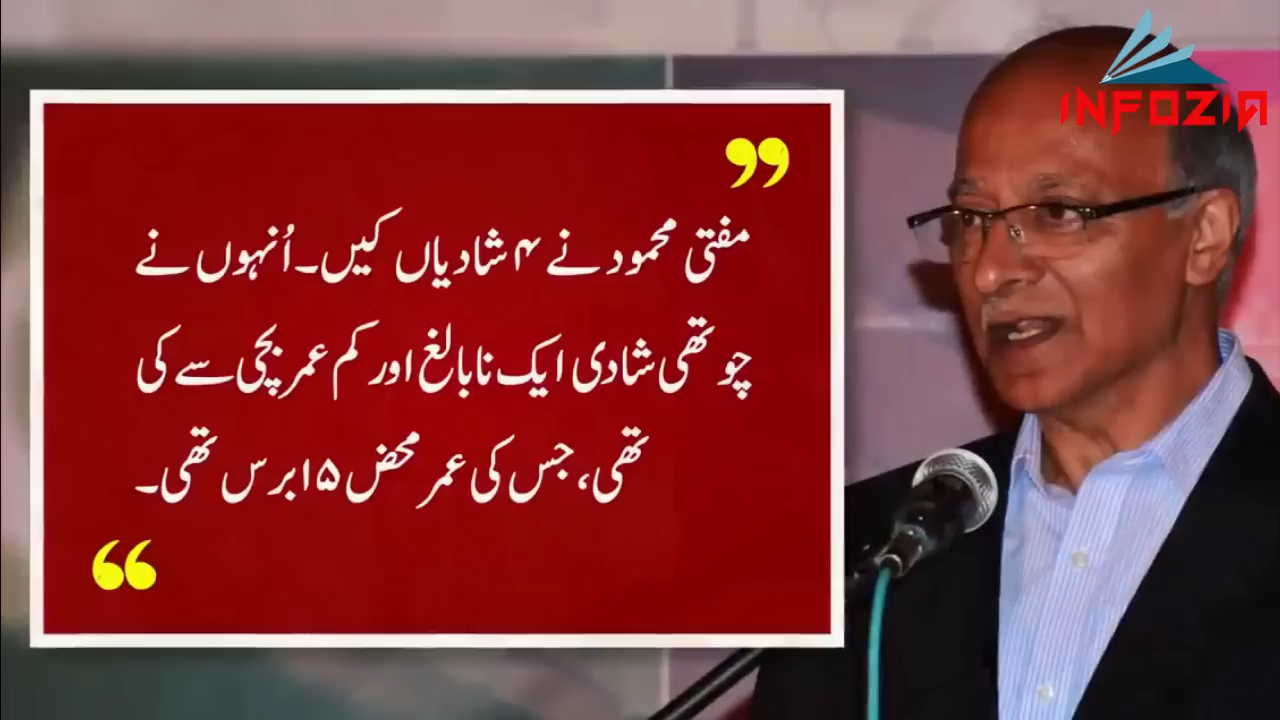 INFOZIA
مفتی محمود نے ۴ شادیاں کیں۔ اُنہوں نے
چوتھی شادی ایک نابالغ اور کم عمر بچی سے کی
تھی، جس کی عمر محض ۱۵ برس تھی۔